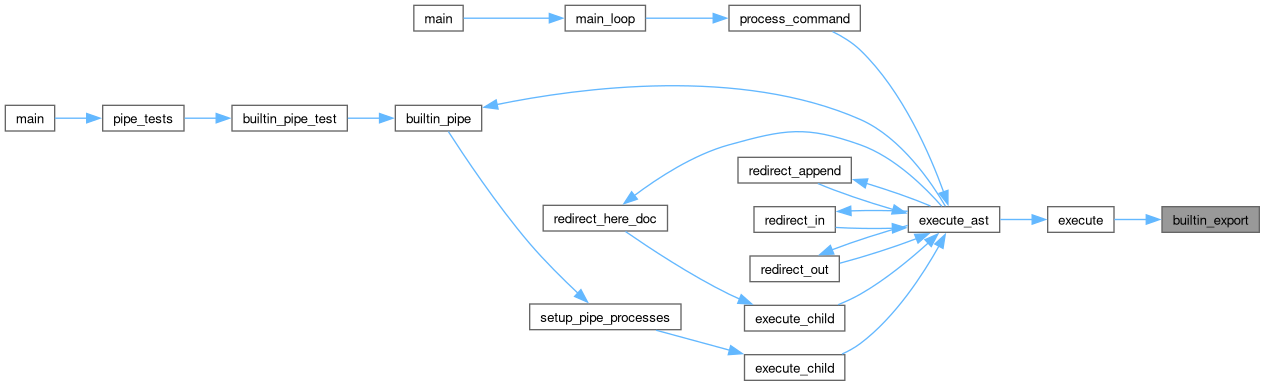 main
main_loop
process_command
main
pipe_tests
builtin_pipe_test
builtin_pipe
redirect_append
redirect_here_doc
redirect_in
execute_ast
execute
builtin_export
redirect_out
setup_pipe_processes
execute_child
execute_child